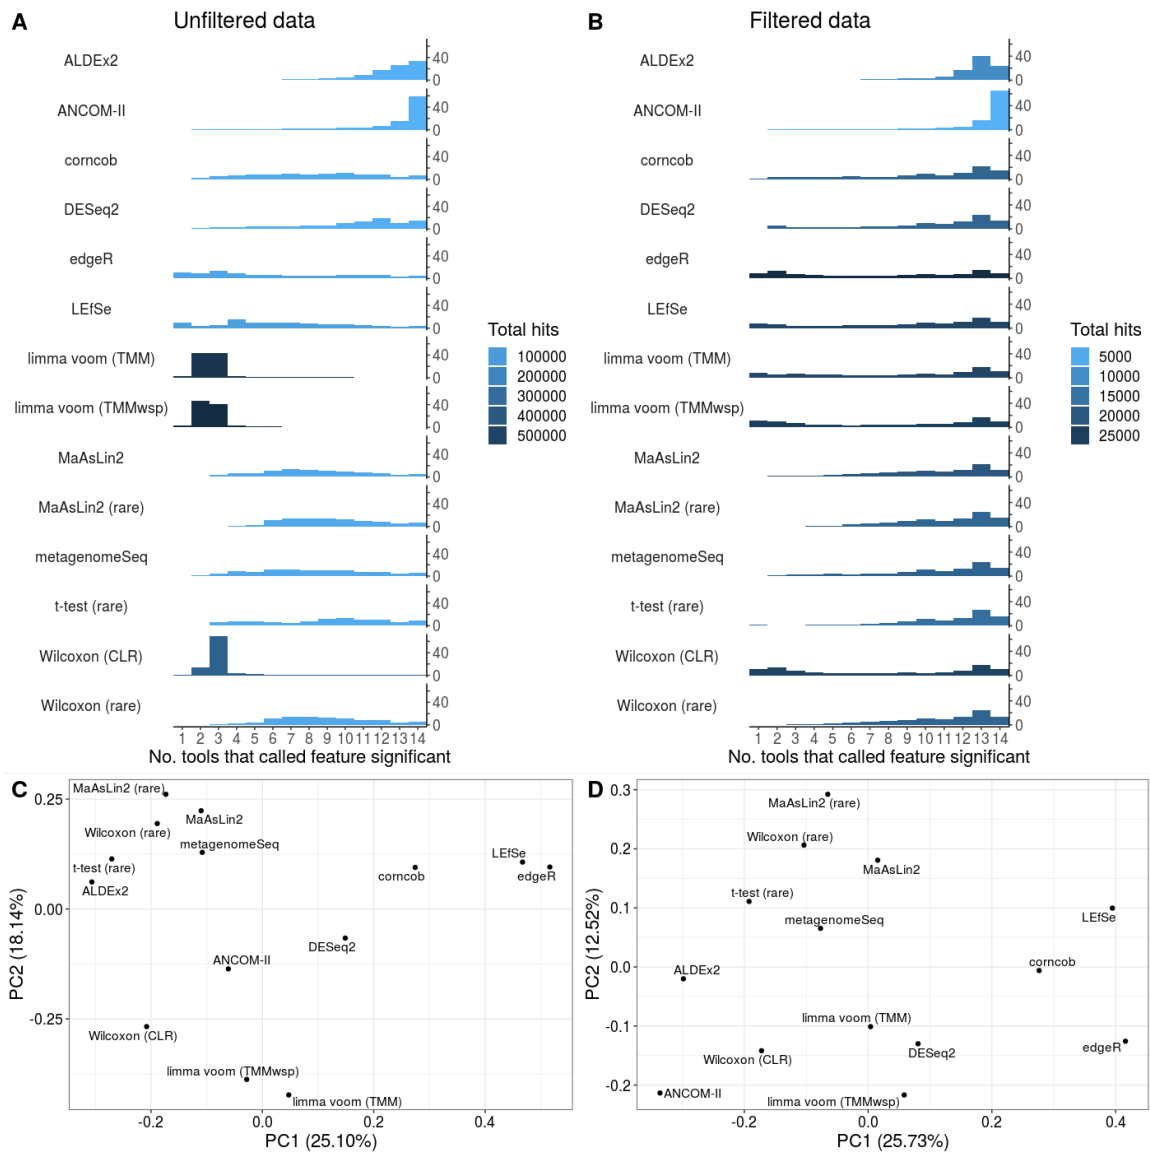 A Unfiltered data
ALDEx2
40
0
ANCOM-II
40
0
corncob
40
0
DESeq2
40
0
edgeR
40
0
LEfSe
40
0
limma voom (TMM)
40
0
limma voom (TMMwsp)
40
0
MaAsLin2
40
0
MaAsLin2 (rare)
40
0
metagenomeSeq
40
0
t-test (rare)
40
0
Wilcoxon (CLR)
40
0
Wilcoxon (rare)
40
0
1 2 3 4 5 6 7 8 9 10 11 12 13 14
No. tools that called feature significant
Total hits
100000
200000
300000
400000
500000
B Filtered data
ALDEx2
40
0
ANCOM-II
40
0
corncob
40
0
DESeq2
40
0
edgeR
40
0
LEfSe
40
0
limma voom (TMM)
40
0
limma voom (TMMwsp)
40
0
MaAsLin2
40
0
MaAsLin2 (rare)
40
0
metagenomeSeq
40
0
t-test (rare)
40
0
Wilcoxon (CLR)
40
0
Wilcoxon (rare)
40
0
1 2 3 4 5 6 7 8 9 10 11 12 13 14
No. tools that called feature significant
Total hits
5000
10000
15000
20000
25000
C
MaAsLin2 (rare)
MaAsLin2
Wilcoxon (rare)
metagenomeSeq
t-test (rare)
ALDEx2
LEfSe
edgeR
corncob
DESeq2
ANCOM-II
Wilcoxon (CLR)
limma voom (TMMwsp)
limma voom (TMM)
0.25
0.00
-0.25
PC2 (18.14%)
-0.2 0.0 0.2 0.4
PC1 (25.10%)
D
MaAsLin2 (rare)
Wilcoxon (rare)
MaAsLin2
t-test (rare)
metagenomeSeq
LEfSe
corncob
ALDEx2
limma voom (TMM)
DESeq2
edgeR
Wilcoxon (CLR)
ANCOM-II
limma voom (TMMwsp)
0.3
0.2
0.1
0.0
-0.1
-0.2
PC2 (12.52%)
-0.2 0.0 0.2 0.4
PC1 (25.73%)